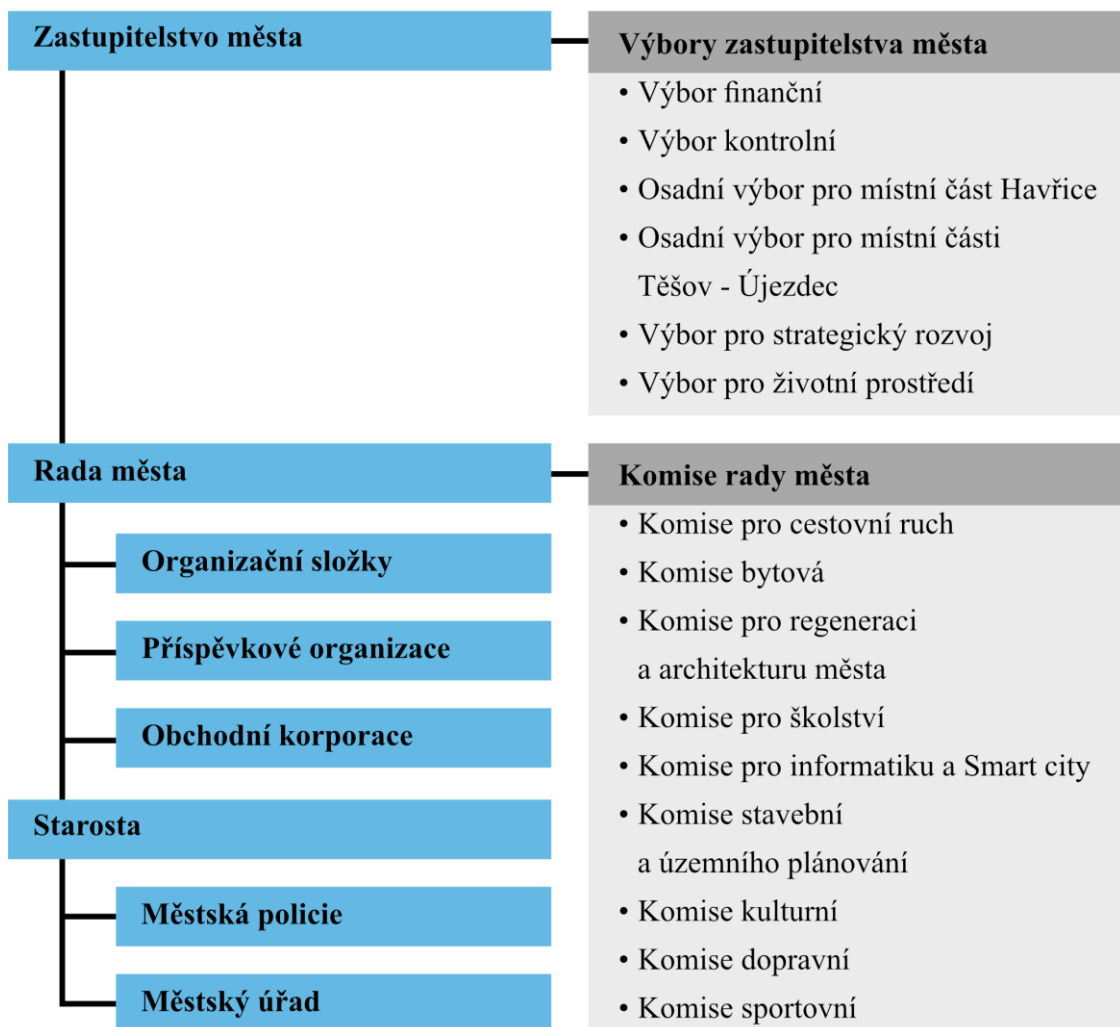 Zastupitelstvo města
Výbory zastupitelstva města
• Výbor finanční
• Výbor kontrolní
• Osadní výbor pro místní část Havřice
• Osadní výbor pro místní části
Těšov - Újezdec
• Výbor pro strategický rozvoj
• Výbor pro životní prostředí
Rada města
Organizační složky
Příspěvkové organizace
Obchodní korporace
Starosta
Městská policie
Městský úřad
Komise rady města
• Komise pro cestovní ruch
• Komise bytová
• Komise pro regeneraci
a architekturu města
• Komise pro školství
• Komise pro informatiku a Smart city
• Komise stavební
a územního plánování
• Komise kulturní
• Komise dopravní
• Komise sportovní